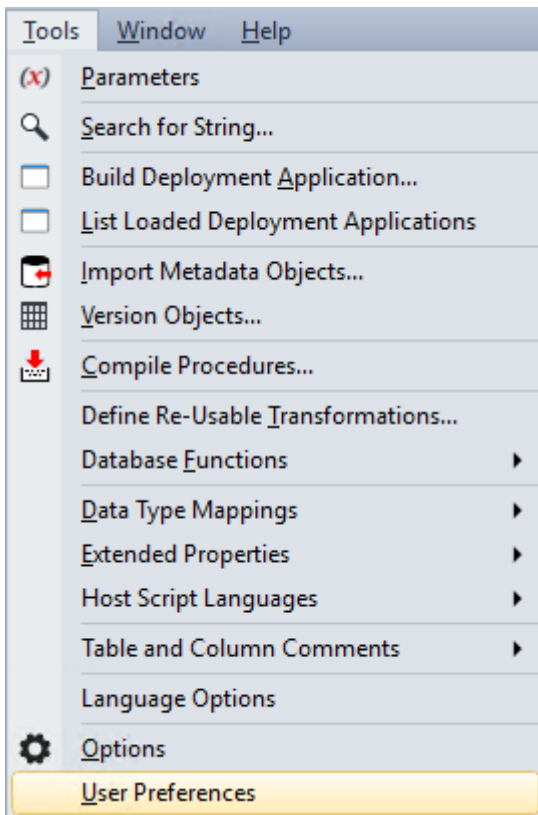 Tools Window Help
(x) Parameters
Search for String...
Build Deployment Application...
List Loaded Deployment Applications
Import Metadata Objects...
Version Objects...
Compile Procedures...
Define Re-Usable Transformations...
Database Functions
Data Type Mappings
Extended Properties
Host Script Languages
Table and Column Comments
Language Options
Options
User Preferences